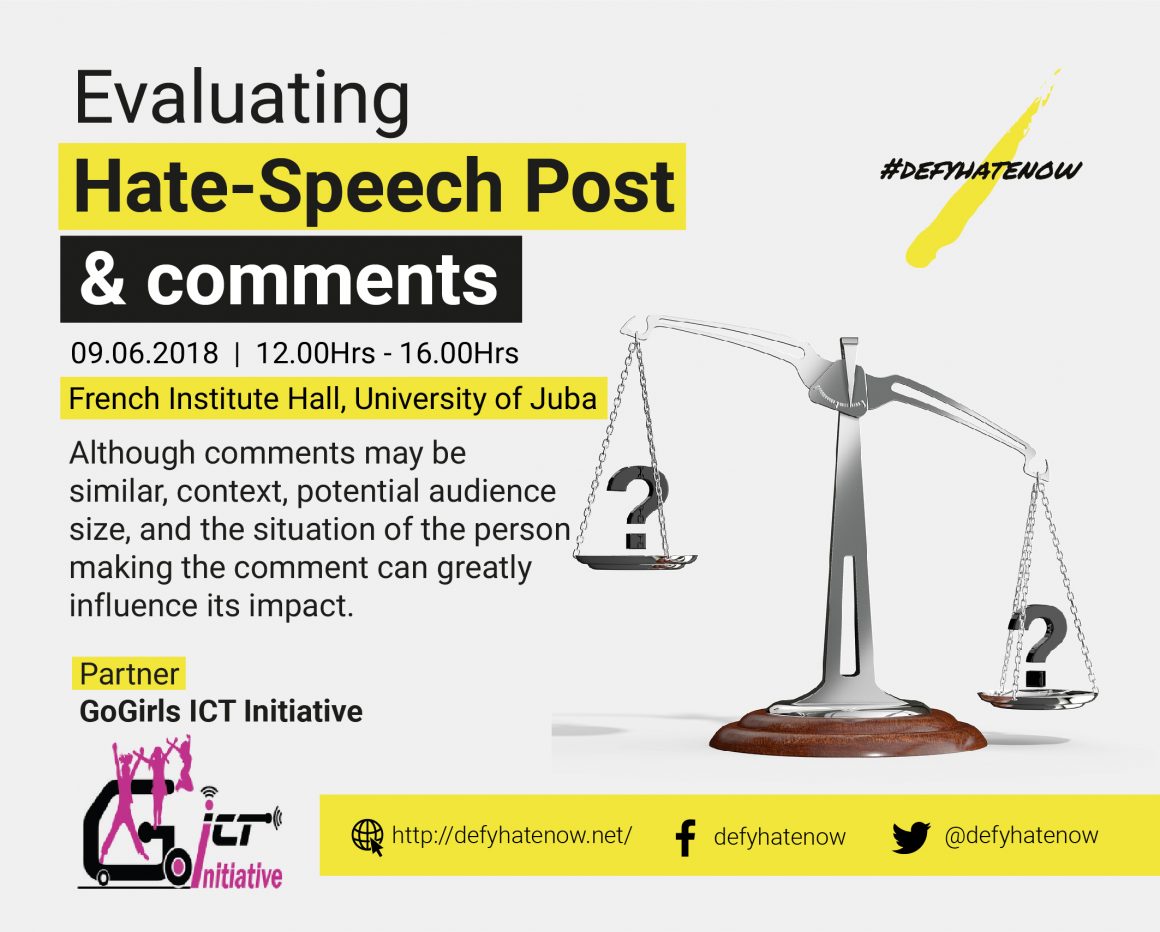 Evaluating
Hate-Speech Post
& comments
#DEFYHATENOW
09.06.2018 | 12.00Hrs - 16.00Hrs
French Institute Hall, University of Juba
Although comments may be
similar, context, potential audience
size, and the situation of the person
making the comment can greatly
influence its impact.
?
?
Partner
GoGirls ICT Initiative
Go ICT
initiative
http://defyhatenow.net/
defyhatenow
@defyhatenow